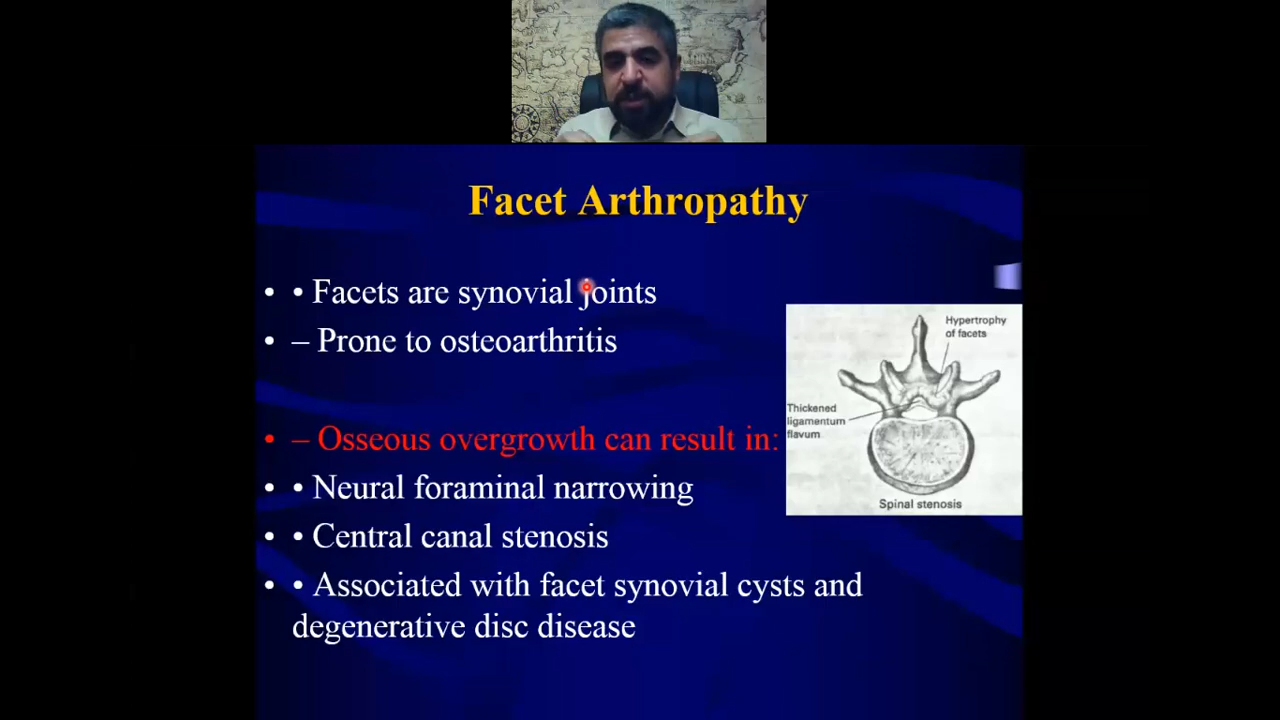 Facet Arthropathy
• • Facets are synovial joints
• – Prone to osteoarthritis
• – Osseous overgrowth can result in:
• • Neural foraminal narrowing
• • Central canal stenosis
• • Associated with facet synovial cysts and
degenerative disc disease
Hypertrophy
of facets
Thickened
ligamentum
flavum
Spinal stenosis